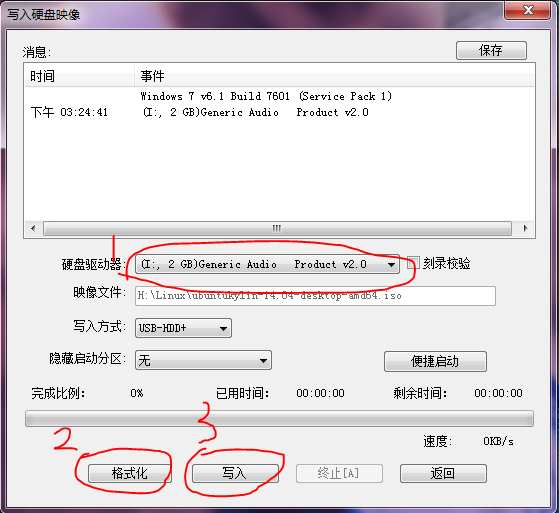 写入硬盘映像
消息:
保存
时间 事件
Windows 7 v6.1 Build 7601 (Service Pack 1)
下午 03:24:41 (I:, 2 GB)Generic Audio Product v2.0
1
硬盘驱动器: (I:, 2 GB)Generic Audio Product v2.0 刻录校验
映像文件: H:\Linux\ubuntukylin-14.04-desktop-amd64.iso
写入方式: USB-HDD+
隐藏启动分区: 无 便捷启动
完成比例: 0% 已用时间: 00:00:00 剩余时间: 00:00:00
速度: 0KB/s
2 3
格式化 写入 终止[A] 返回